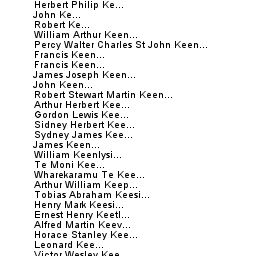 Herbert Philip Ke...
John Ke...
Robert Ke...
William Arthur Keen...
Percy Walter Charles St John Keen...
Francis Keen...
Francis Keen...
James Joseph Keen...
John Keen...
Robert Stewart Martin Keen...
Arthur Herbert Kee...
Gordon Lewis Kee...
Sidney Herbert Kee...
Sydney James Kee...
James Keen...
William Keenlysi...
Te Moni Kee...
Wharekaramu Te Kee...
Arthur William Keep...
Tobias Abraham Keesi...
Henry Mark Keesi...
Ernest Henry Keetl...
Alfred Martin Keev...
Horace Stanley Kee...
Leonard Kee...
Victor Wesley Kee